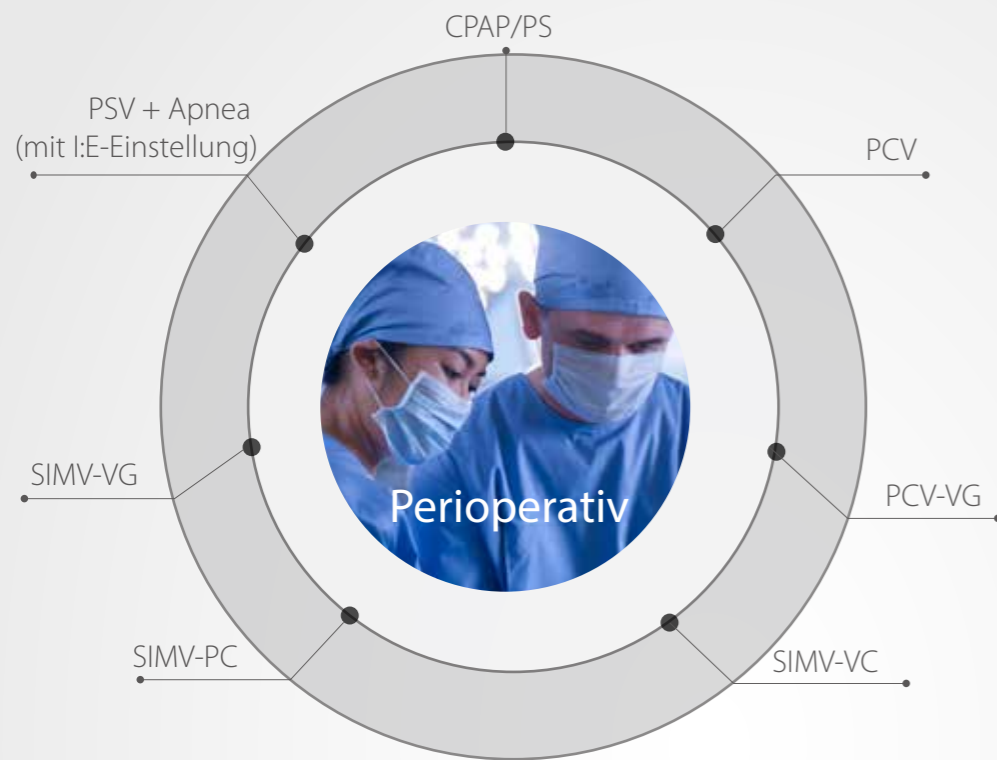 CPAP/PS
PSV + Apnea
(mit I:E-Einstellung)
PCV
SIMV-VG
PCV-VG
Perioperativ
SIMV-PC
SIMV-VC